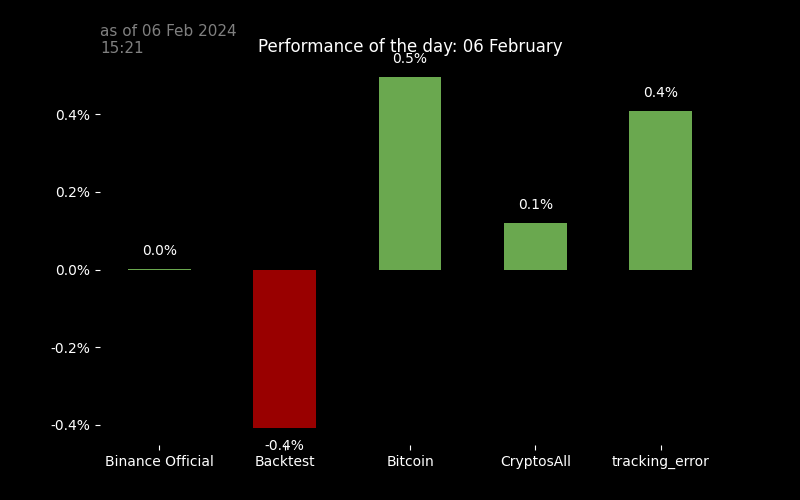 as of 06 Feb 2024
15:21
Performance of the day: 06 February
0.5%
0.4%
0.4%
0.2%
0.1%
0.0%
0.0%
-0.2%
-0.4%
-0.4%
Binance Official
Backtest
Bitcoin
CryptosAll
tracking_error